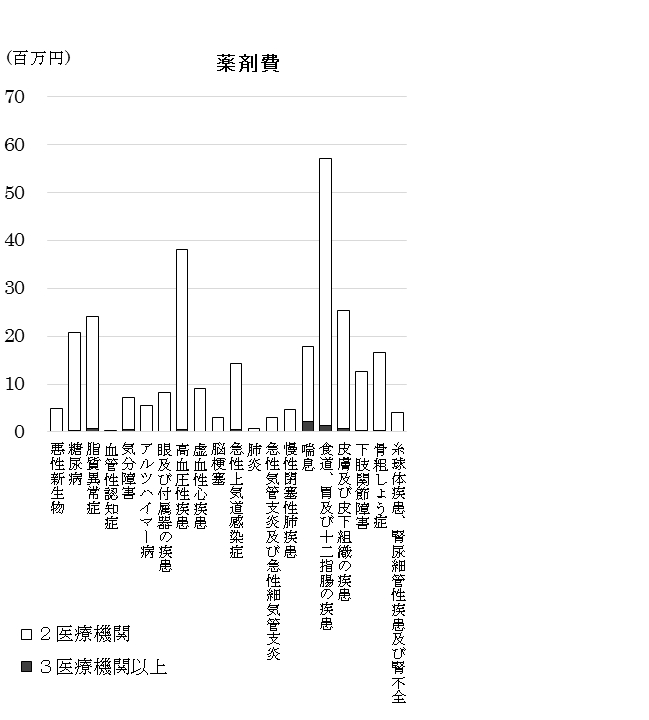 (百万円)
薬剤費
70
60
50
40
30
20
10
0
悪性新生物
糖尿病
脂質異常症
血管性認知症
気分障害
アルツハイマー病
眼及び付属器の疾患
高血圧性疾患
虚血性心疾患
脳梗塞
急性上気道感染症
肺炎
急性気管支炎及び急性細気管支炎
慢性閉塞性肺疾患
喘息
食道、胃及び十二指腸の疾患
皮膚及び皮下組織の疾患
下肢関節障害
骨粗しょう症
糸球体疾患、腎尿細管性疾患及び腎不全
２医療機関
３医療機関以上